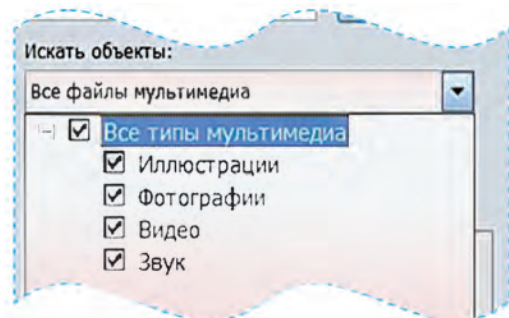 Искать объекты:
Все файлы мультимедиа
Все типы мультимедиа
Иллюстрации
Фотографии
Видео
Звук